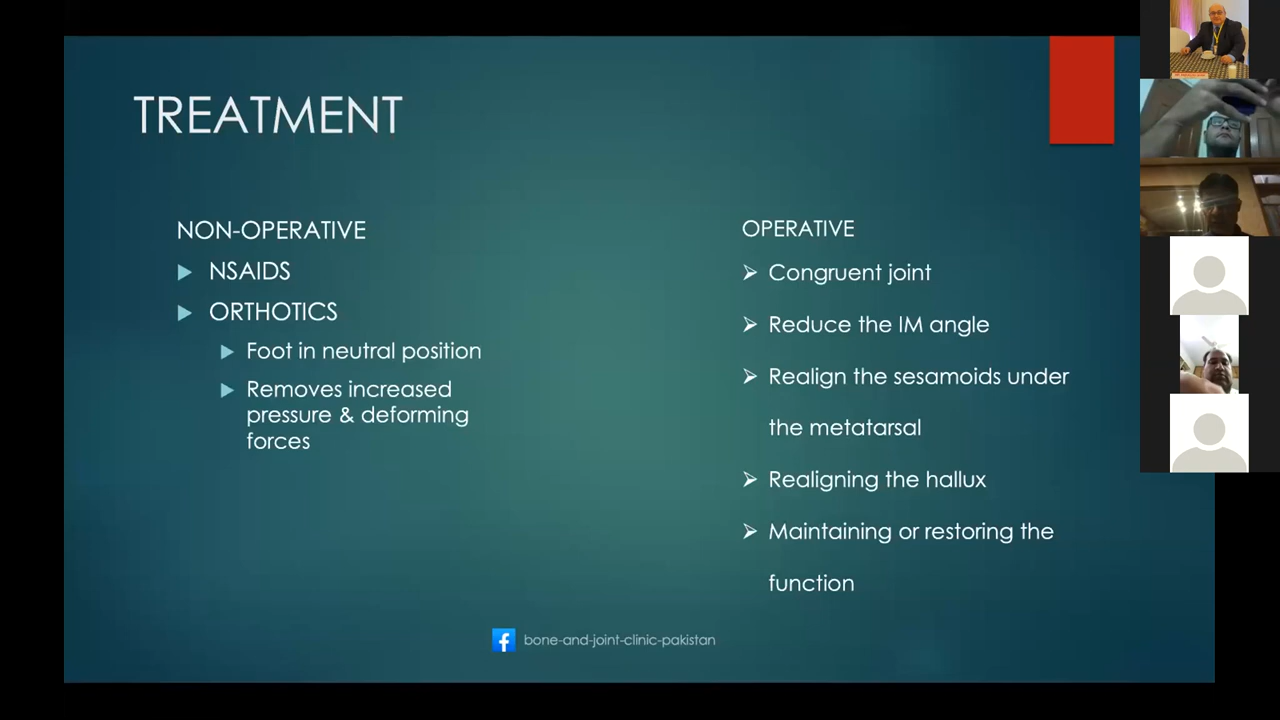 TREATMENT
NON-OPERATIVE
NSAIDS
ORTHOTICS
Foot in neutral position
Removes increased
pressure & deforming
forces
OPERATIVE
Congruent joint
Reduce the IM angle
Realign the sesamoids under
the metatarsal
Realigning the hallux
Maintaining or restoring the
function
bone-and-joint-clinic-pakistan